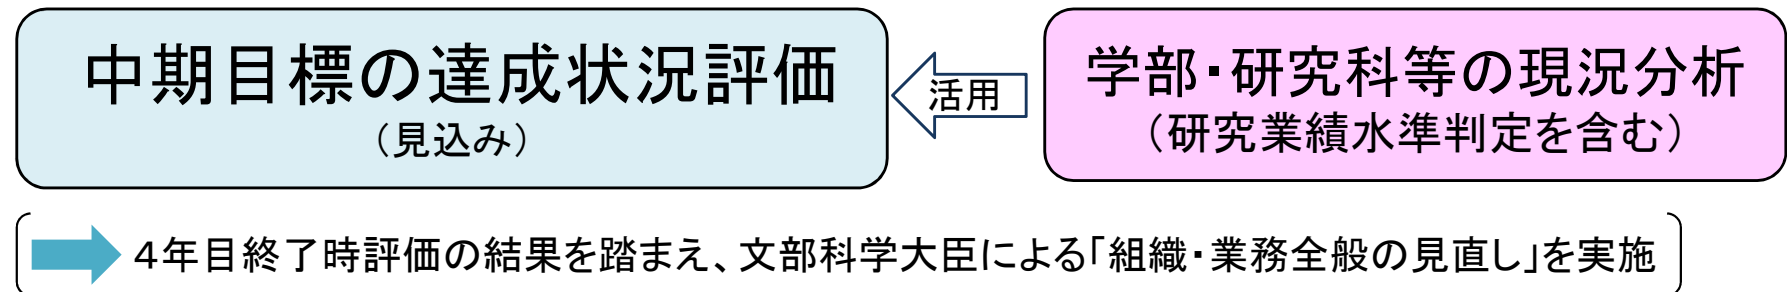 中期目標の達成状況評価
（見込み）
活用
学部・研究科等の現況分析
（研究業績水準判定を含む）
４年目終了時評価の結果を踏まえ、文部科学大臣による「組織・業務全般の見直し」を実施